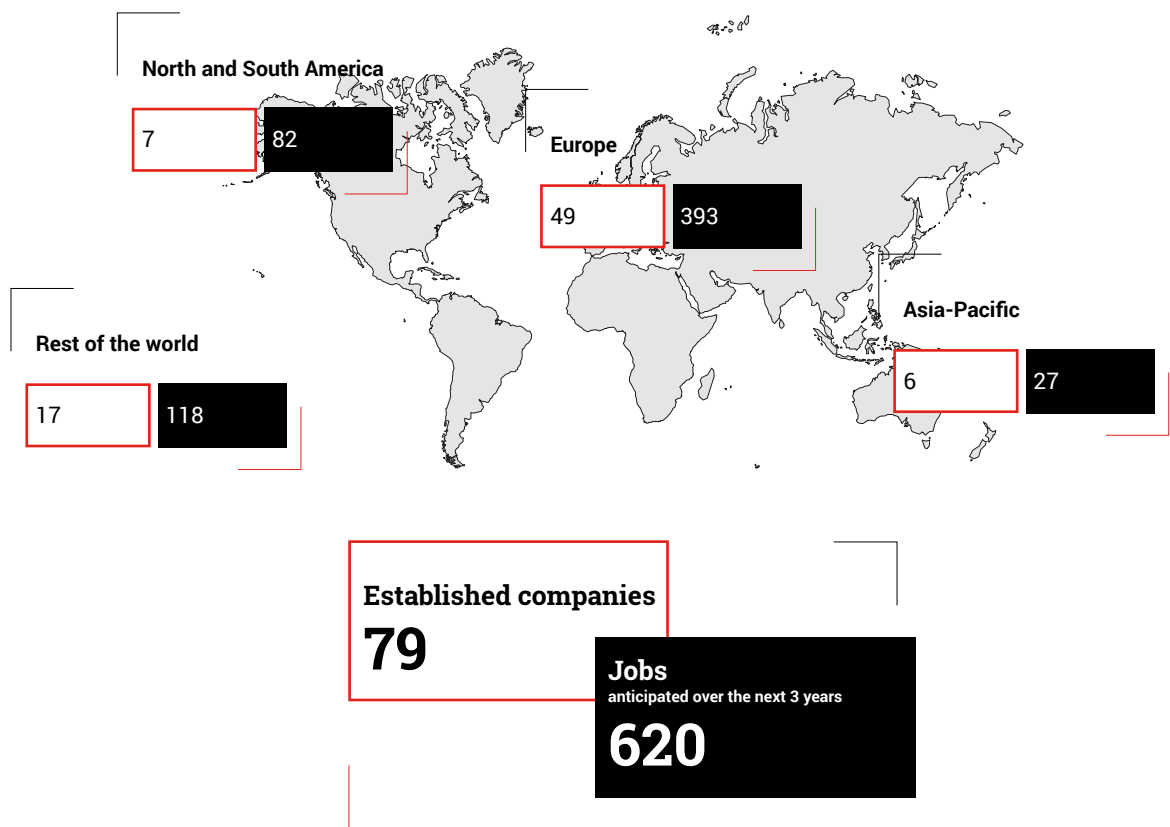 North and South America
7
82
Europe
49
393
Asia-Pacific
6
27
Rest of the world
17
118
Established companies
79
Jobs
anticipated over the next 3 years
620